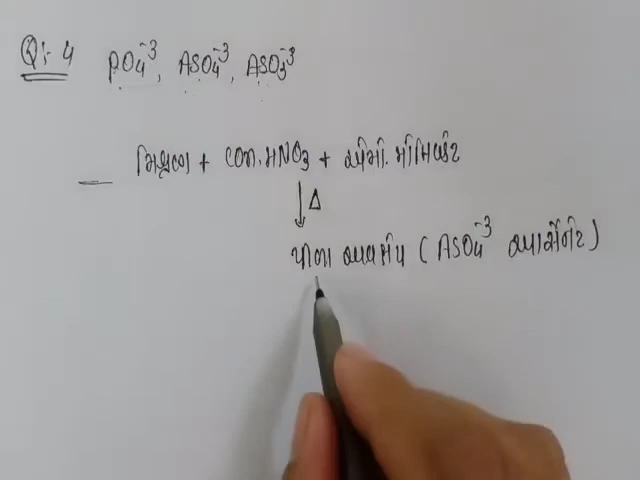 Q:- 4 PO₄⁻³, ASO₄⁻³, ASO₃⁻³
મિશ્રણ + con. HNO₃ + એમો. મોલિબ્ડેટ
Δ
પીળા અવક્ષેપ ( ASO₄⁻³ આર્સેનેટ )